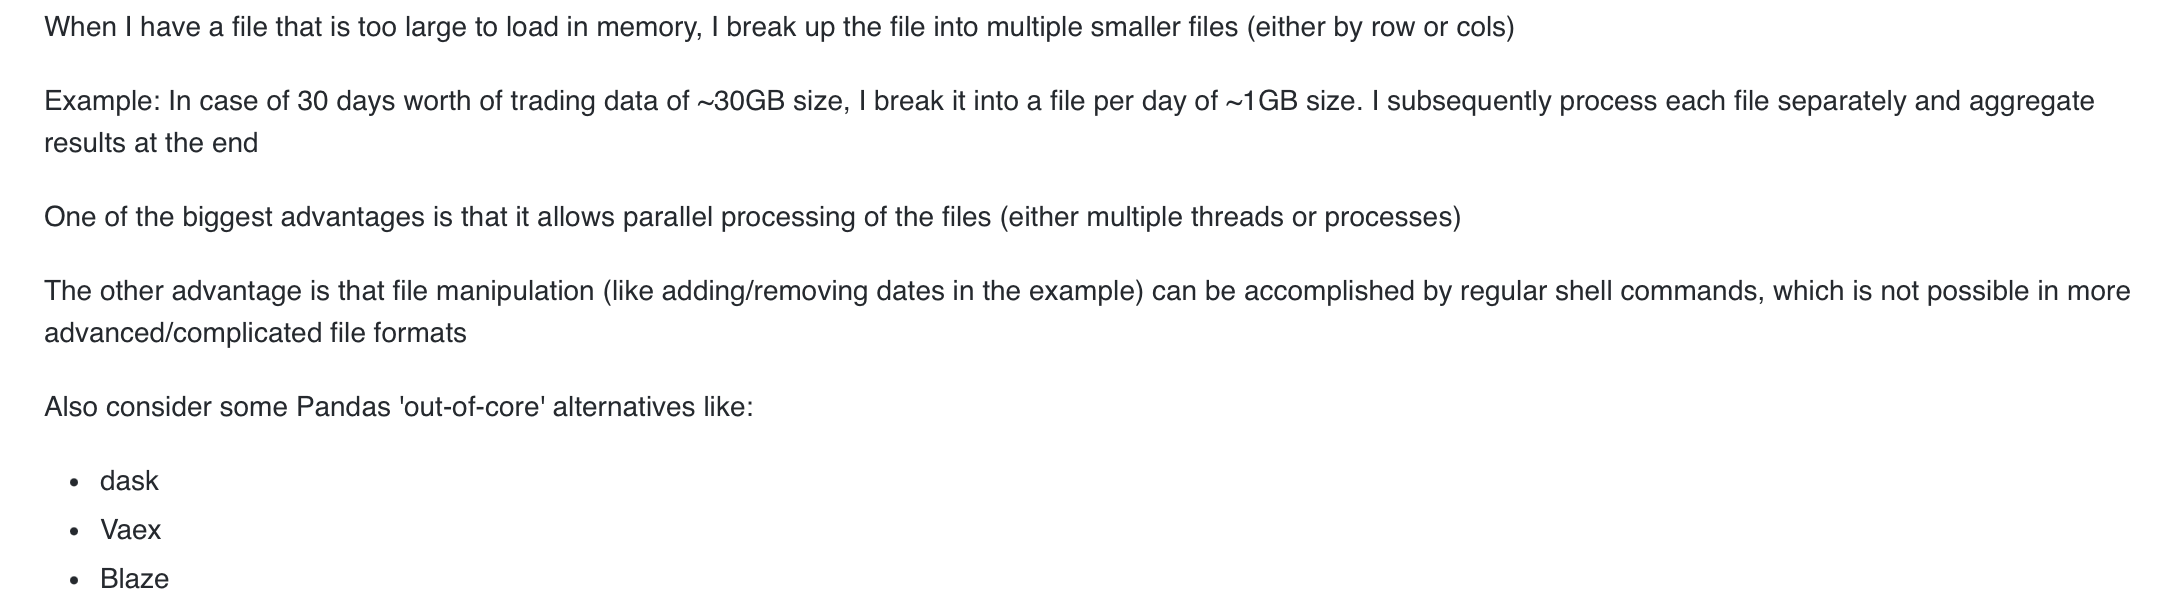 When I have a file that is too large to load in memory, I break up the file into multiple smaller files (either by row or cols)
Example: In case of 30 days worth of trading data of ~30GB size, I break it into a file per day of ~1GB size. I subsequently process each file separately and aggregate
results at the end
One of the biggest advantages is that it allows parallel processing of the files (either multiple threads or processes)
The other advantage is that file manipulation (like adding/removing dates in the example) can be accomplished by regular shell commands, which is not possible in more
advanced/complicated file formats
Also consider some Pandas 'out-of-core' alternatives like:
• dask
• Vaex
• Blaze